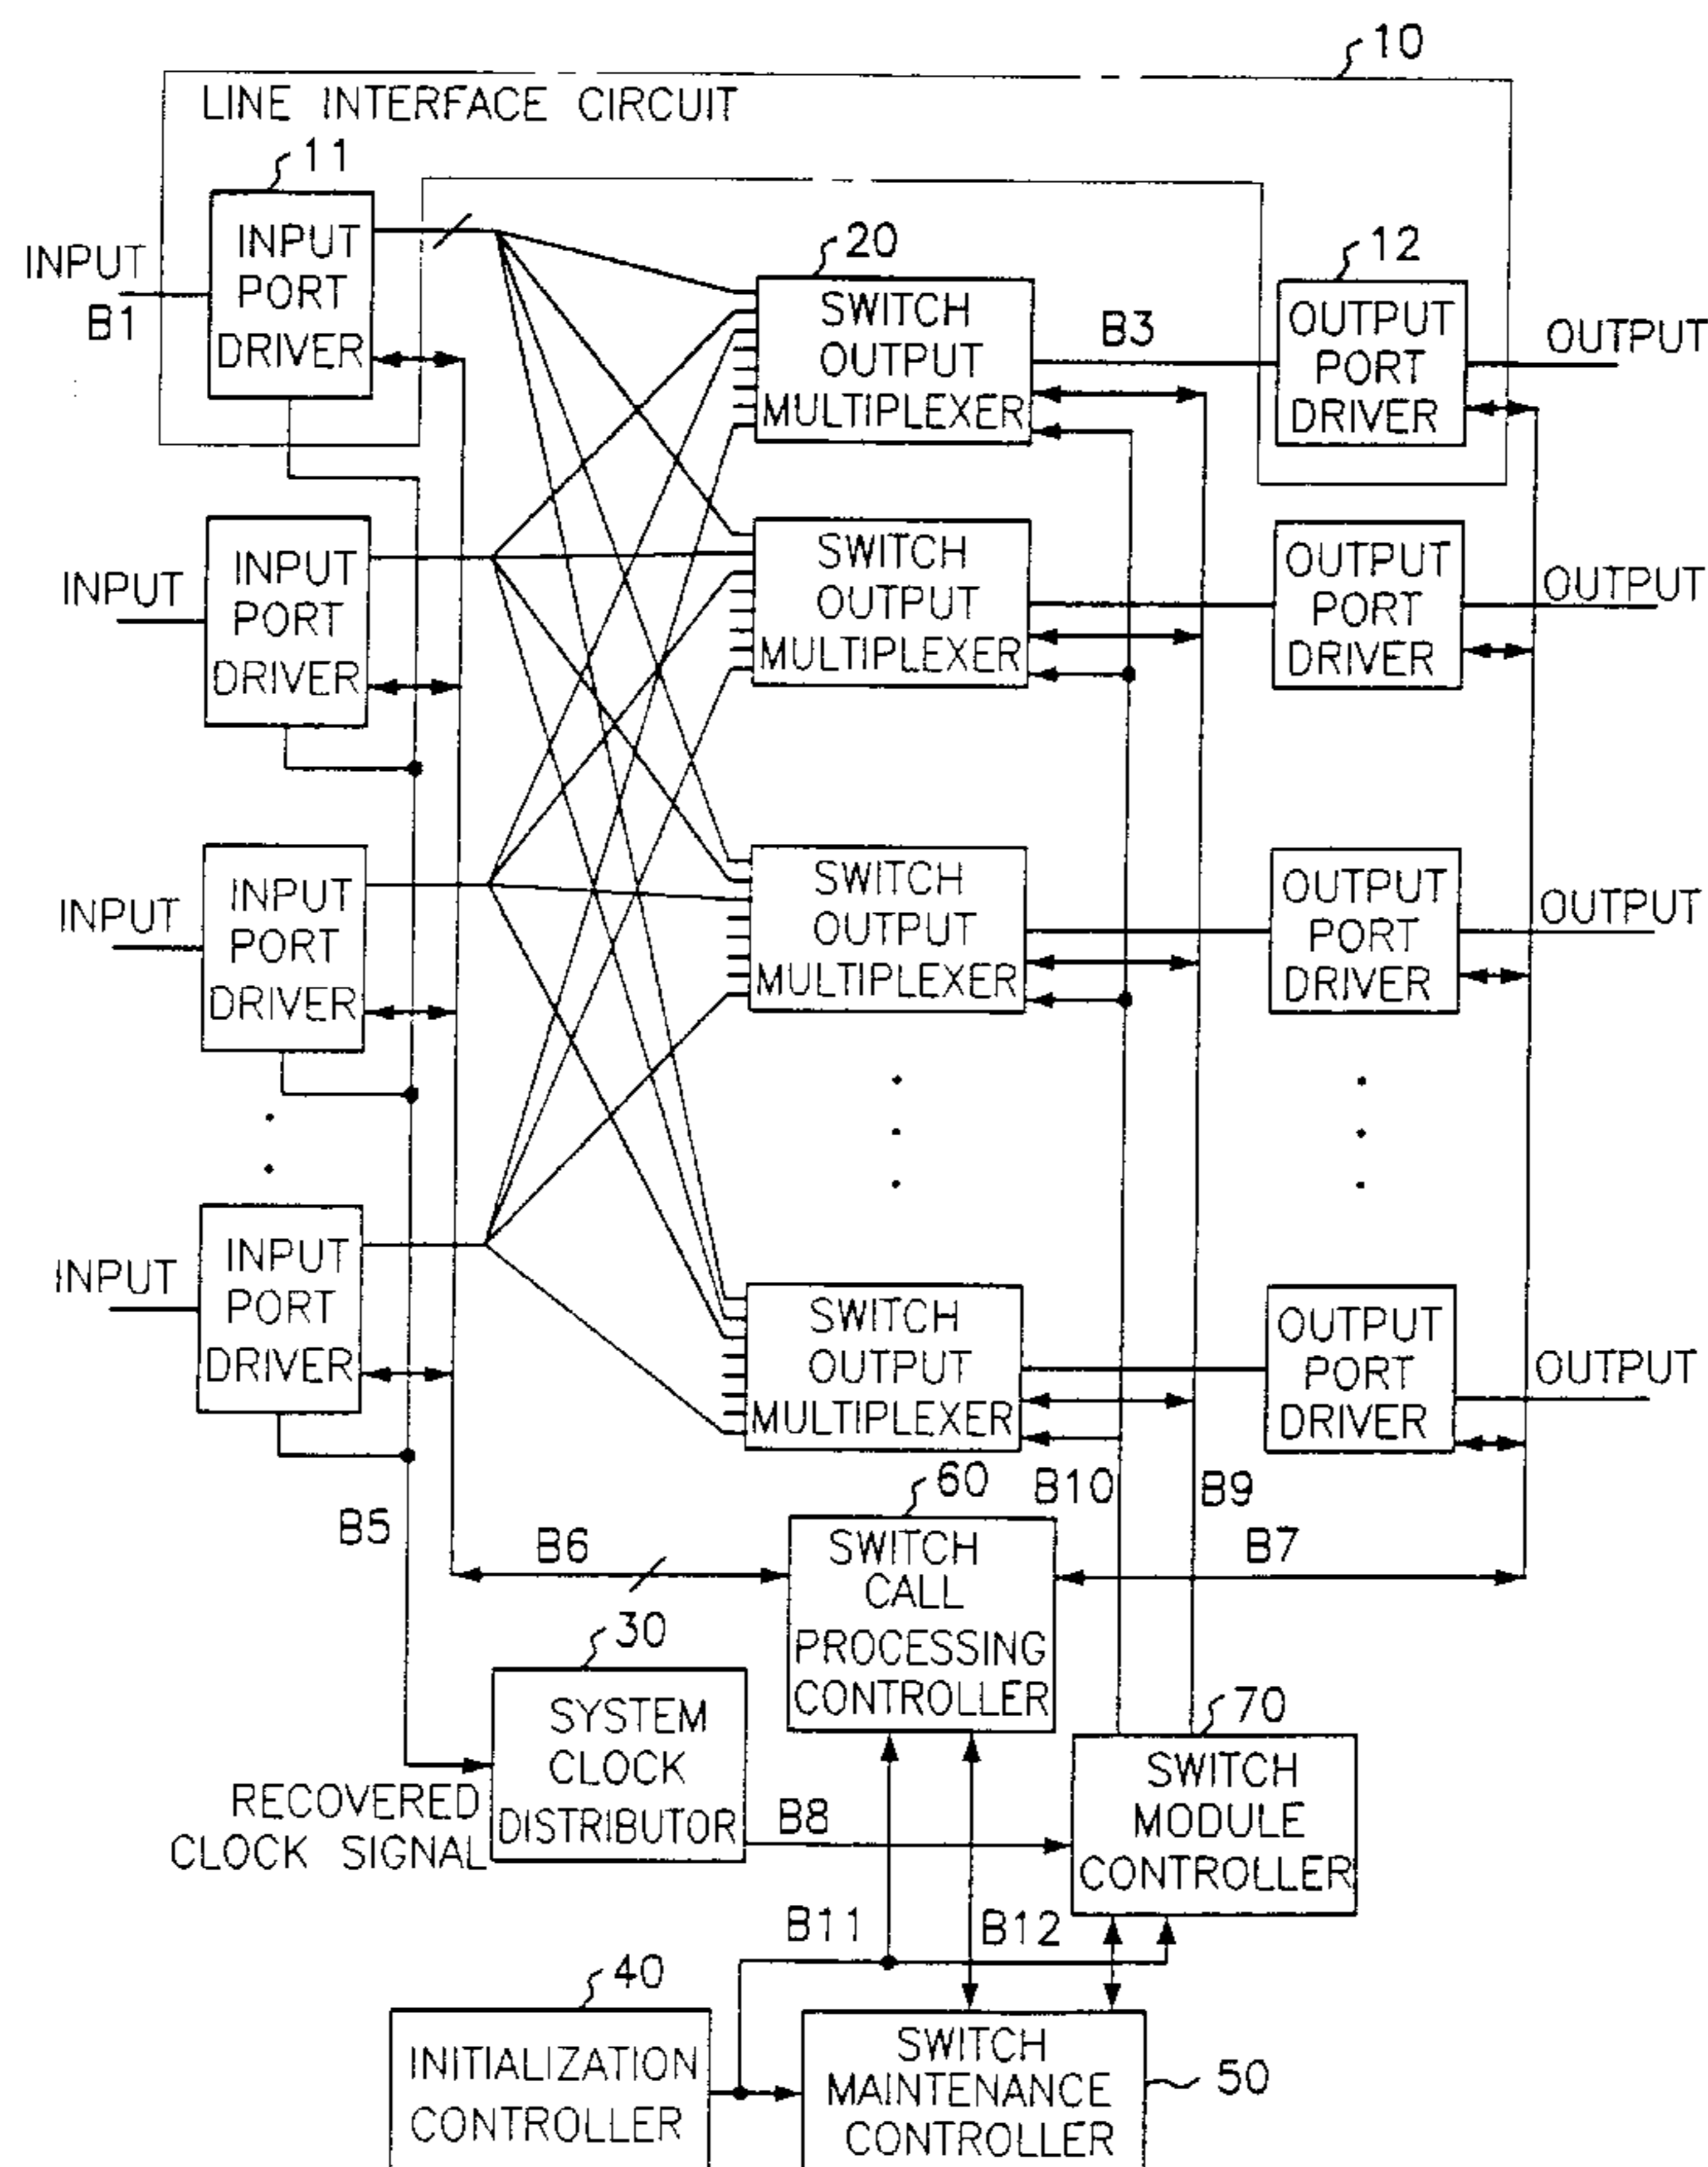 10
LINE INTERFACE CIRCUIT
11
INPUT
B1
INPUT
PORT
DRIVER
20
SWITCH
OUTPUT
MULTIPLEXER
B3
12
OUTPUT
PORT
DRIVER
OUTPUT
INPUT
INPUT
PORT
DRIVER
SWITCH
OUTPUT
MULTIPLEXER
OUTPUT
PORT
DRIVER
OUTPUT
INPUT
INPUT
PORT
DRIVER
SWITCH
OUTPUT
MULTIPLEXER
OUTPUT
PORT
DRIVER
OUTPUT
INPUT
INPUT
PORT
DRIVER
SWITCH
OUTPUT
MULTIPLEXER
OUTPUT
PORT
DRIVER
OUTPUT
B5
B6
60
B10
B9
B7
SWITCH
CALL
PROCESSING
CONTROLLER
30
SYSTEM
CLOCK
DISTRIBUTOR
RECOVERED
CLOCK SIGNAL
B8
70
SWITCH
MODULE
CONTROLLER
B11
B12
40
INITIALIZATION
CONTROLLER
SWITCH
MAINTENANCE
CONTROLLER
50